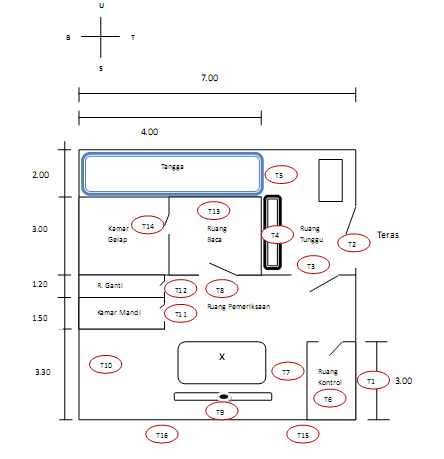 U
B
T
S
7.00
4.00
2.00
Tangga
T5
3.00
Kamar
Gelap
T14
T13
Ruang
Baca
T4
Ruang
Tunggu
T2
Teras
T3
1.20
R. Ganti
T12
T8
1.50
Kamar Mandi
T11
Ruang Pemeriksaan
3.30
T10
X
T7
Ruang
Kontrol
T1
3.00
T6
T9
T16
T15